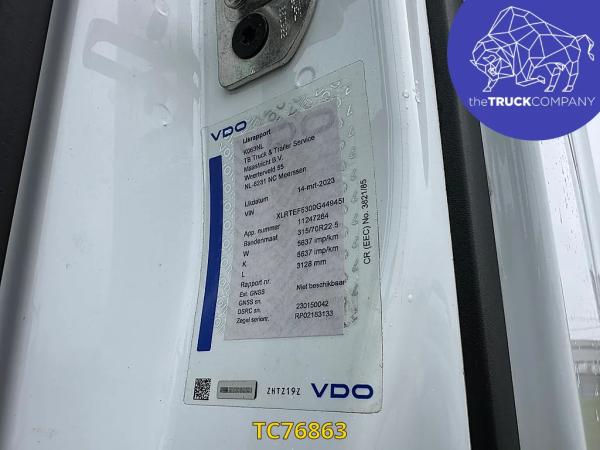 theTRUCKCOMPANY
VDO
IJkrapport
K063NL
TB Truck & Trailer Service
Maastricht B.V.
Weerterveld 55
NL-6231 NC Meerssen
IJkdatum 14-mrt-2023
VIN XLRTEF5300G449451
App. nummer 11247264
Bandenmaat 315/70R22.5
W 5637 imp/km
K 5637 imp/km
L 3128 mm
Rapport nr.
Ext. GNSS Niet beschikbaar
GNSS sn.
DSRC sn. 230150042
Zegel serienr. RP02183133
CR (EEC) No. 3821/85
ZHTZ19Z
VDO
TC76863